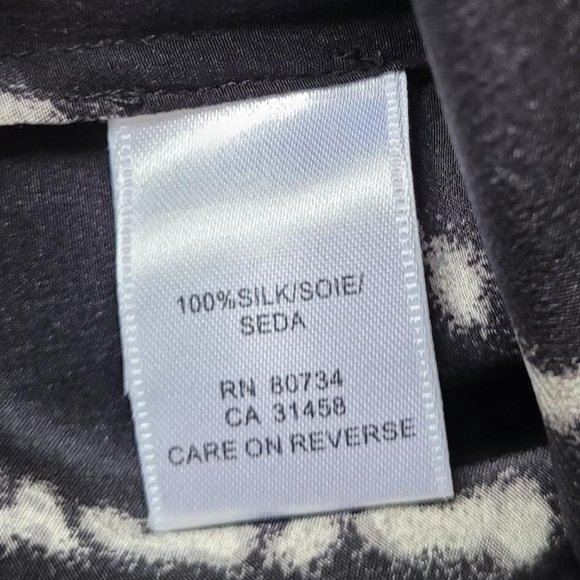 100%SILK/SOIE/
SEDA
RN 80734
CA 31458
CARE ON REVERSE